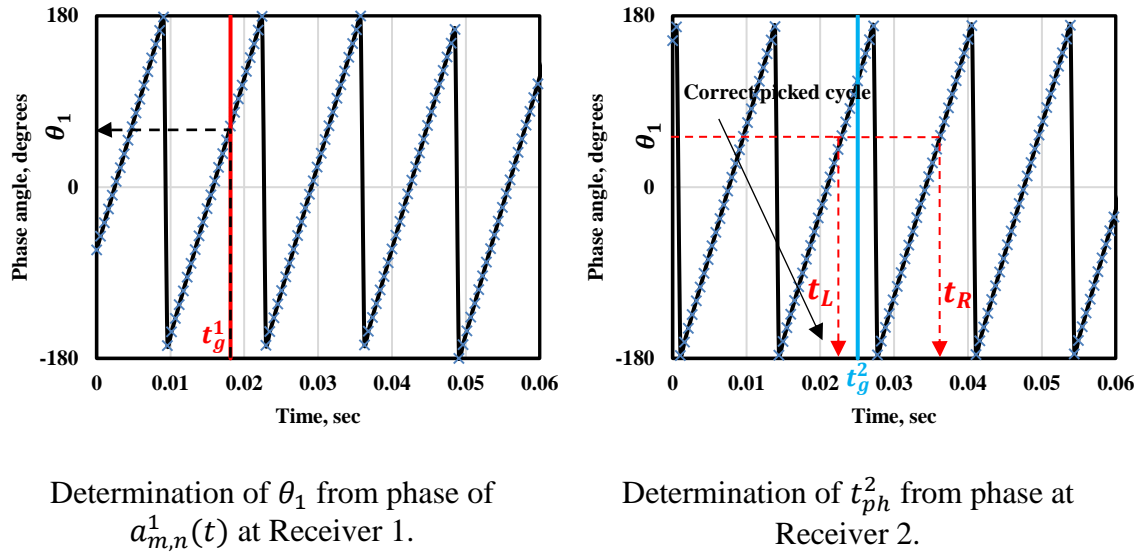 180
0
-180
Phase angle, degrees
θ₁
t_g^1
0 0.01 0.02 0.03 0.04 0.05 0.06
Time, sec
Determination of θ₁ from phase of
a_{m,n}^1(t) at Receiver 1.
180
0
-180
Phase angle, degrees
θ₁
Correct picked cycle
t_L
t_R
0 0.01 0.02 0.03 0.04 0.05 0.06
t_g^2
Time, sec
Determination of t_{ph}^2 from phase at
Receiver 2.